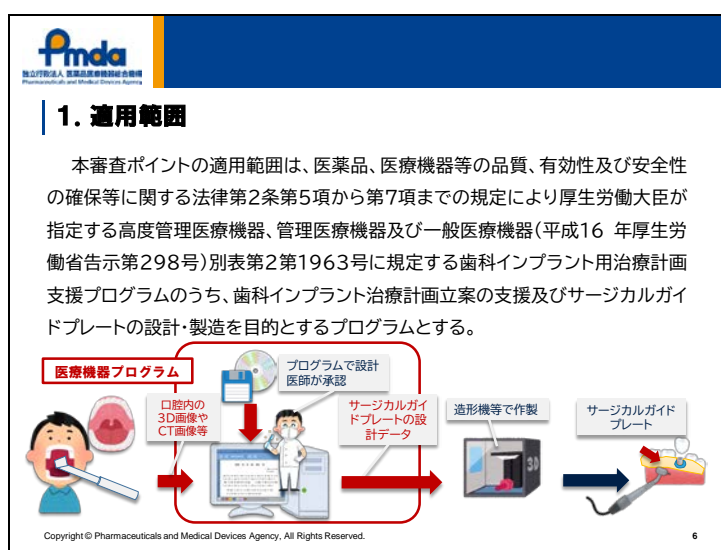 Pmda
独立行政法人 医薬品医療機器総合機構
Pharmaceuticals and Medical Devices Agency
1. 適用範囲
本審査ポイントの適用範囲は、医薬品、医療機器等の品質、有効性及び安全性
の確保等に関する法律第2条第5項から第7項までの規定により厚生労働大臣が
指定する高度管理医療機器、管理医療機器及び一般医療機器(平成16 年厚生労
働省告示第298号)別表第2第1963号に規定する歯科インプラント用治療計画
支援プログラムのうち、歯科インプラント治療計画立案の支援及びサージカルガイ
ドプレートの設計・製造を目的とするプログラムとする。
医療機器プログラム
プログラムで設計
医師が承認
口腔内の
3D画像や
CT画像等
サージカルガイ
ドプレートの設
計データ
造形機等で作製
3D
サージカルガイド
プレート
Copyright © Pharmaceuticals and Medical Devices Agency, All Rights Reserved.
6